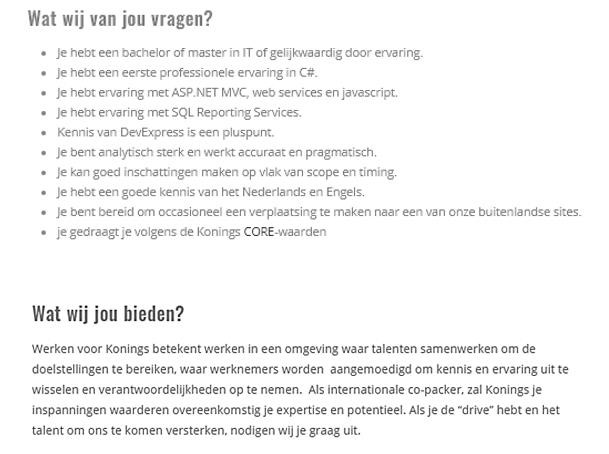 Wat wij van jou vragen?
Je hebt een bachelor of master in IT of gelijkwaardig door ervaring.
Je hebt een eerste professionele ervaring in C#.
Je hebt ervaring met ASP.NET MVC, web services en javascript.
Je hebt ervaring met SQL Reporting Services.
Kennis van DevExpress is een pluspunt.
Je bent analytisch sterk en werkt accuraat en pragmatisch.
Je kan goed inschattingen maken op vlak van scope en timing.
Je hebt een goede kennis van het Nederlands en Engels.
Je bent bereid om occasioneel een verplaatsing te maken naar een van onze buitenlandse sites.
je gedraagt je volgens de Konings CORE-waarden
Wat wij jou bieden?
Werken voor Konings betekent werken in een omgeving waar talenten samenwerken om de
doelstellingen te bereiken, waar werknemers worden  aangemoedigd om kennis en ervaring uit te
wisselen en verantwoordelijkheden op te nemen.  Als internationale co-packer, zal Konings je
inspanningen waarderen overeenkomstig je expertise en potentieel. Als je de “drive” hebt en het
talent om ons te komen versterken, nodigen wij je graag uit.